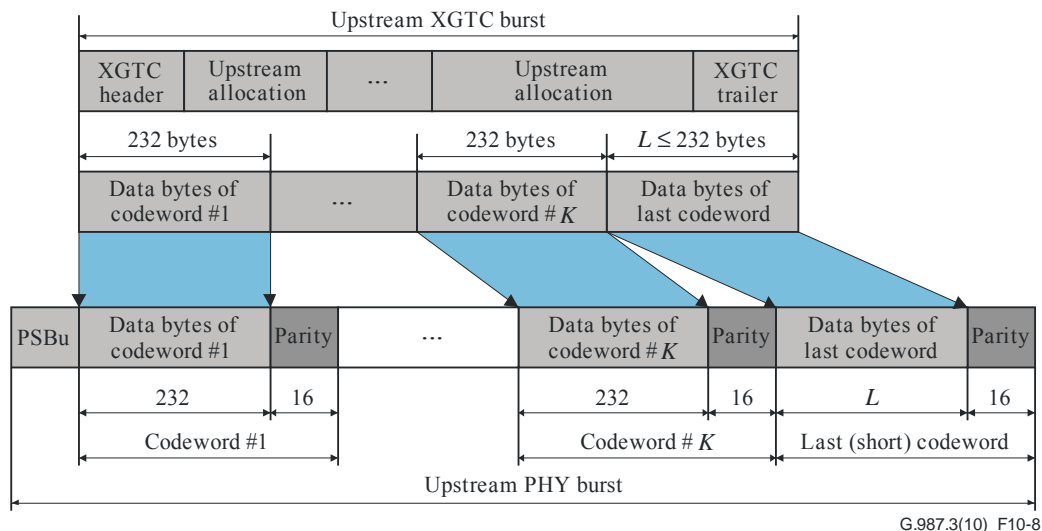 Upstream XGTC burst
XGTC
header
Upstream
allocation
...
Upstream
allocation
XGTC
trailer
232 bytes
232 bytes
L ≤ 232 bytes
Data bytes of
codeword #1
...
Data bytes of
codeword # K
Data bytes of
last codeword
PSBu
Data bytes of
codeword #1
Parity
...
Data bytes of
codeword # K
Parity
Data bytes of
last codeword
Parity
232
16
232
16
L
16
Codeword #1
Codeword # K
Last (short) codeword
Upstream PHY burst
G.987.3(10)_F10-8